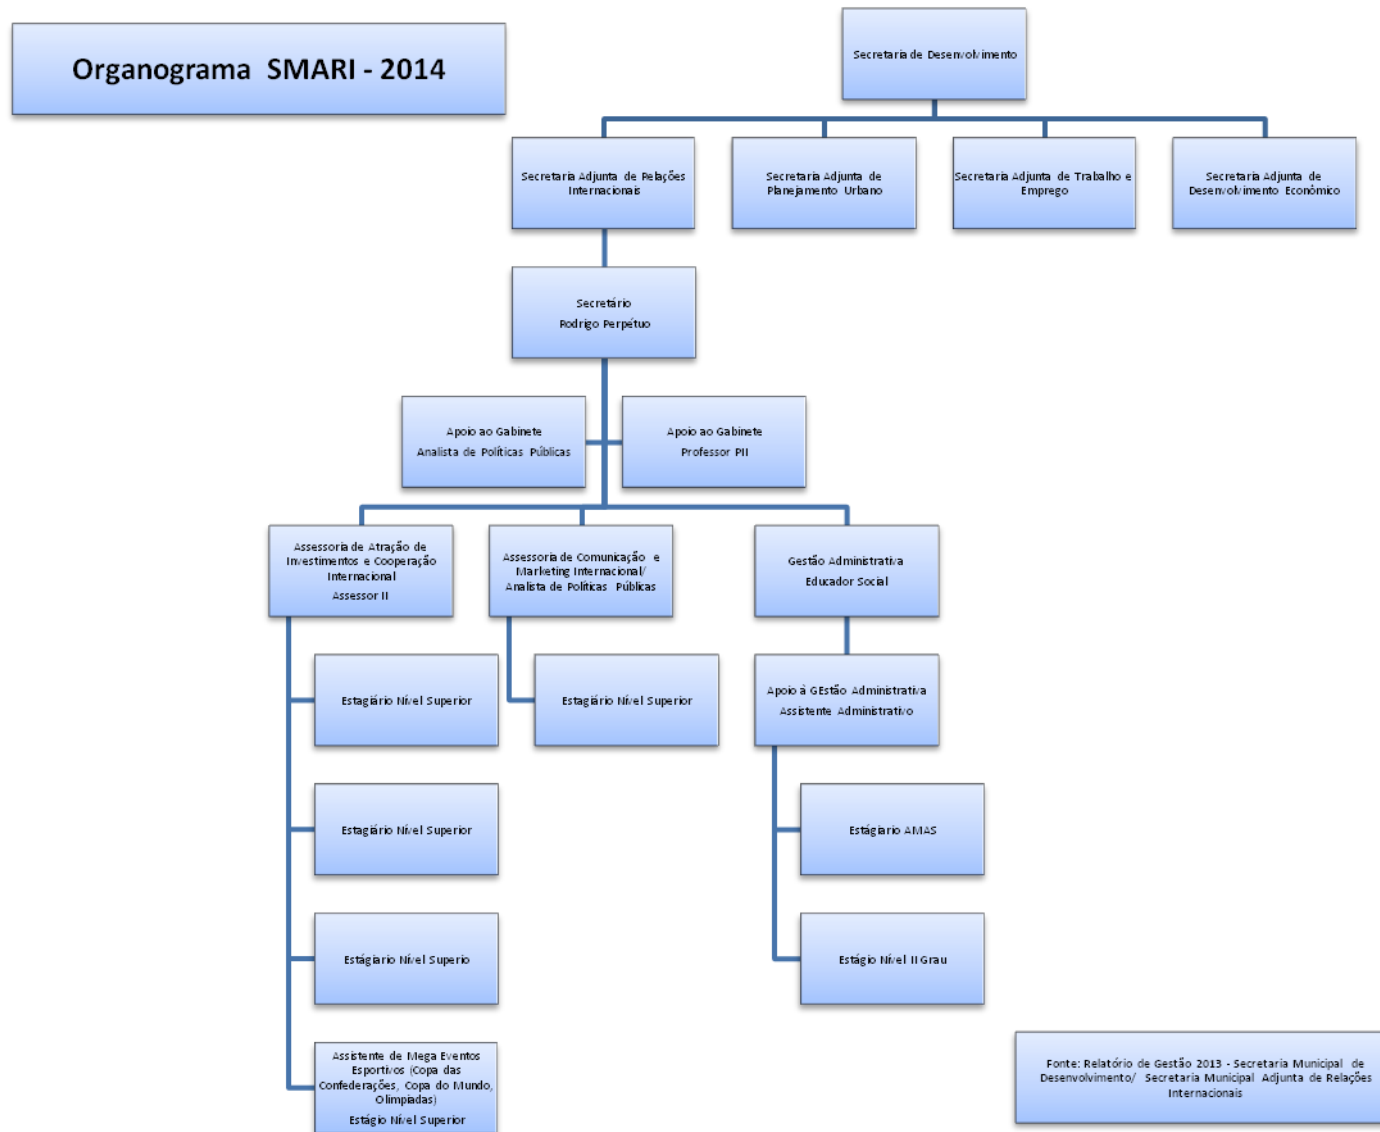 Organograma SMARI - 2014
Secretaria de Desenvolvimento
Secretaria Adjunta de Relações
Internacionais
Secretaria Adjunta de
Planejamento Urbano
Secretaria Adjunta de Trabalho e
Emprego
Secretaria Adjunta de
Desenvolvimento Econômico
Secretário
Rodrigo Perpétuo
Apoio ao Gabinete
Analista de Políticas Públicas
Apoio ao Gabinete
Professor PII
Assessoria de Atração de
Investimentos e Cooperação
Internacional
Assessor II
Assessoria de Comunicação e
Marketing Internacional/
Analista de Políticas Públicas
Gestão Administrativa
Educador Social
Estagiário Nível Superior
Estagiário Nível Superior
Apoio à GEstão Administrativa
Assistente Administrativo
Estagiário Nível Superior
Estágiario AMAS
Estágiario Nível Superio
Estágio Nível II Grau
Assistente de Mega Eventos
Esportivos (Copa das
Confederações, Copa do Mundo,
Olimpíadas)
Estágio Nível Superior
Fonte: Relatório de Gestão 2013 - Secretaria Municipal de
Desenvolvimento/ Secretaria Municipal Adjunta de Relações
Internacionais